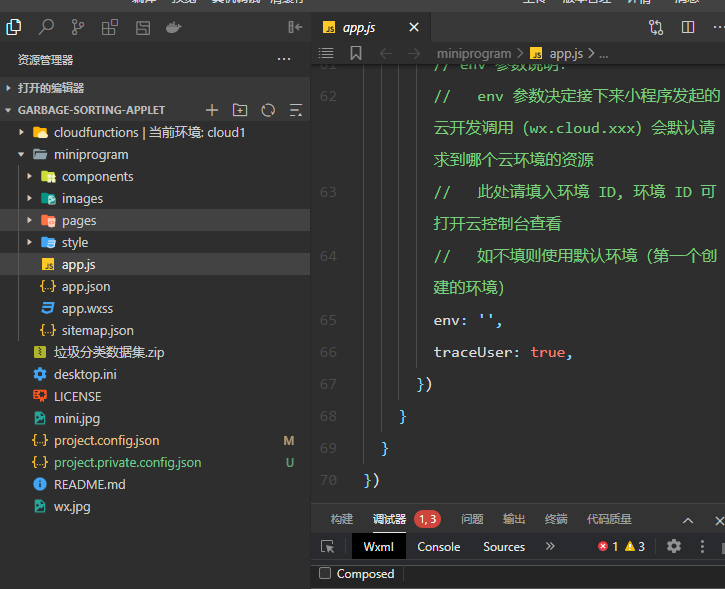 app.js
资源管理器
miniprogram > app.js > ...
打开的编辑器
GARBAGE-SORTING-APPLET
cloudfunctions | 当前环境: cloud1
miniprogram
components
images
pages
style
app.js
app.json
app.wxss
sitemap.json
垃圾分类数据集.zip
desktop.ini
LICENSE
mini.jpg
project.config.json M
project.private.config.json U
README.md
wx.jpg
61 // env 参数说明:
62 // env 参数决定接下来小程序发起的
云开发调用（wx.cloud.xxx）会默认请
求到哪个云环境的资源
63 // 此处请填入环境 ID, 环境 ID 可
打开云控制台查看
64 // 如不填则使用默认环境（第一个创
建的环境）
65 env: '',
66 traceUser: true,
67 })
68 }
69 }
70 })
构建 调试器 1, 3 问题 输出 终端 代码质量
Wxml Console Sources » 1 3
Composed